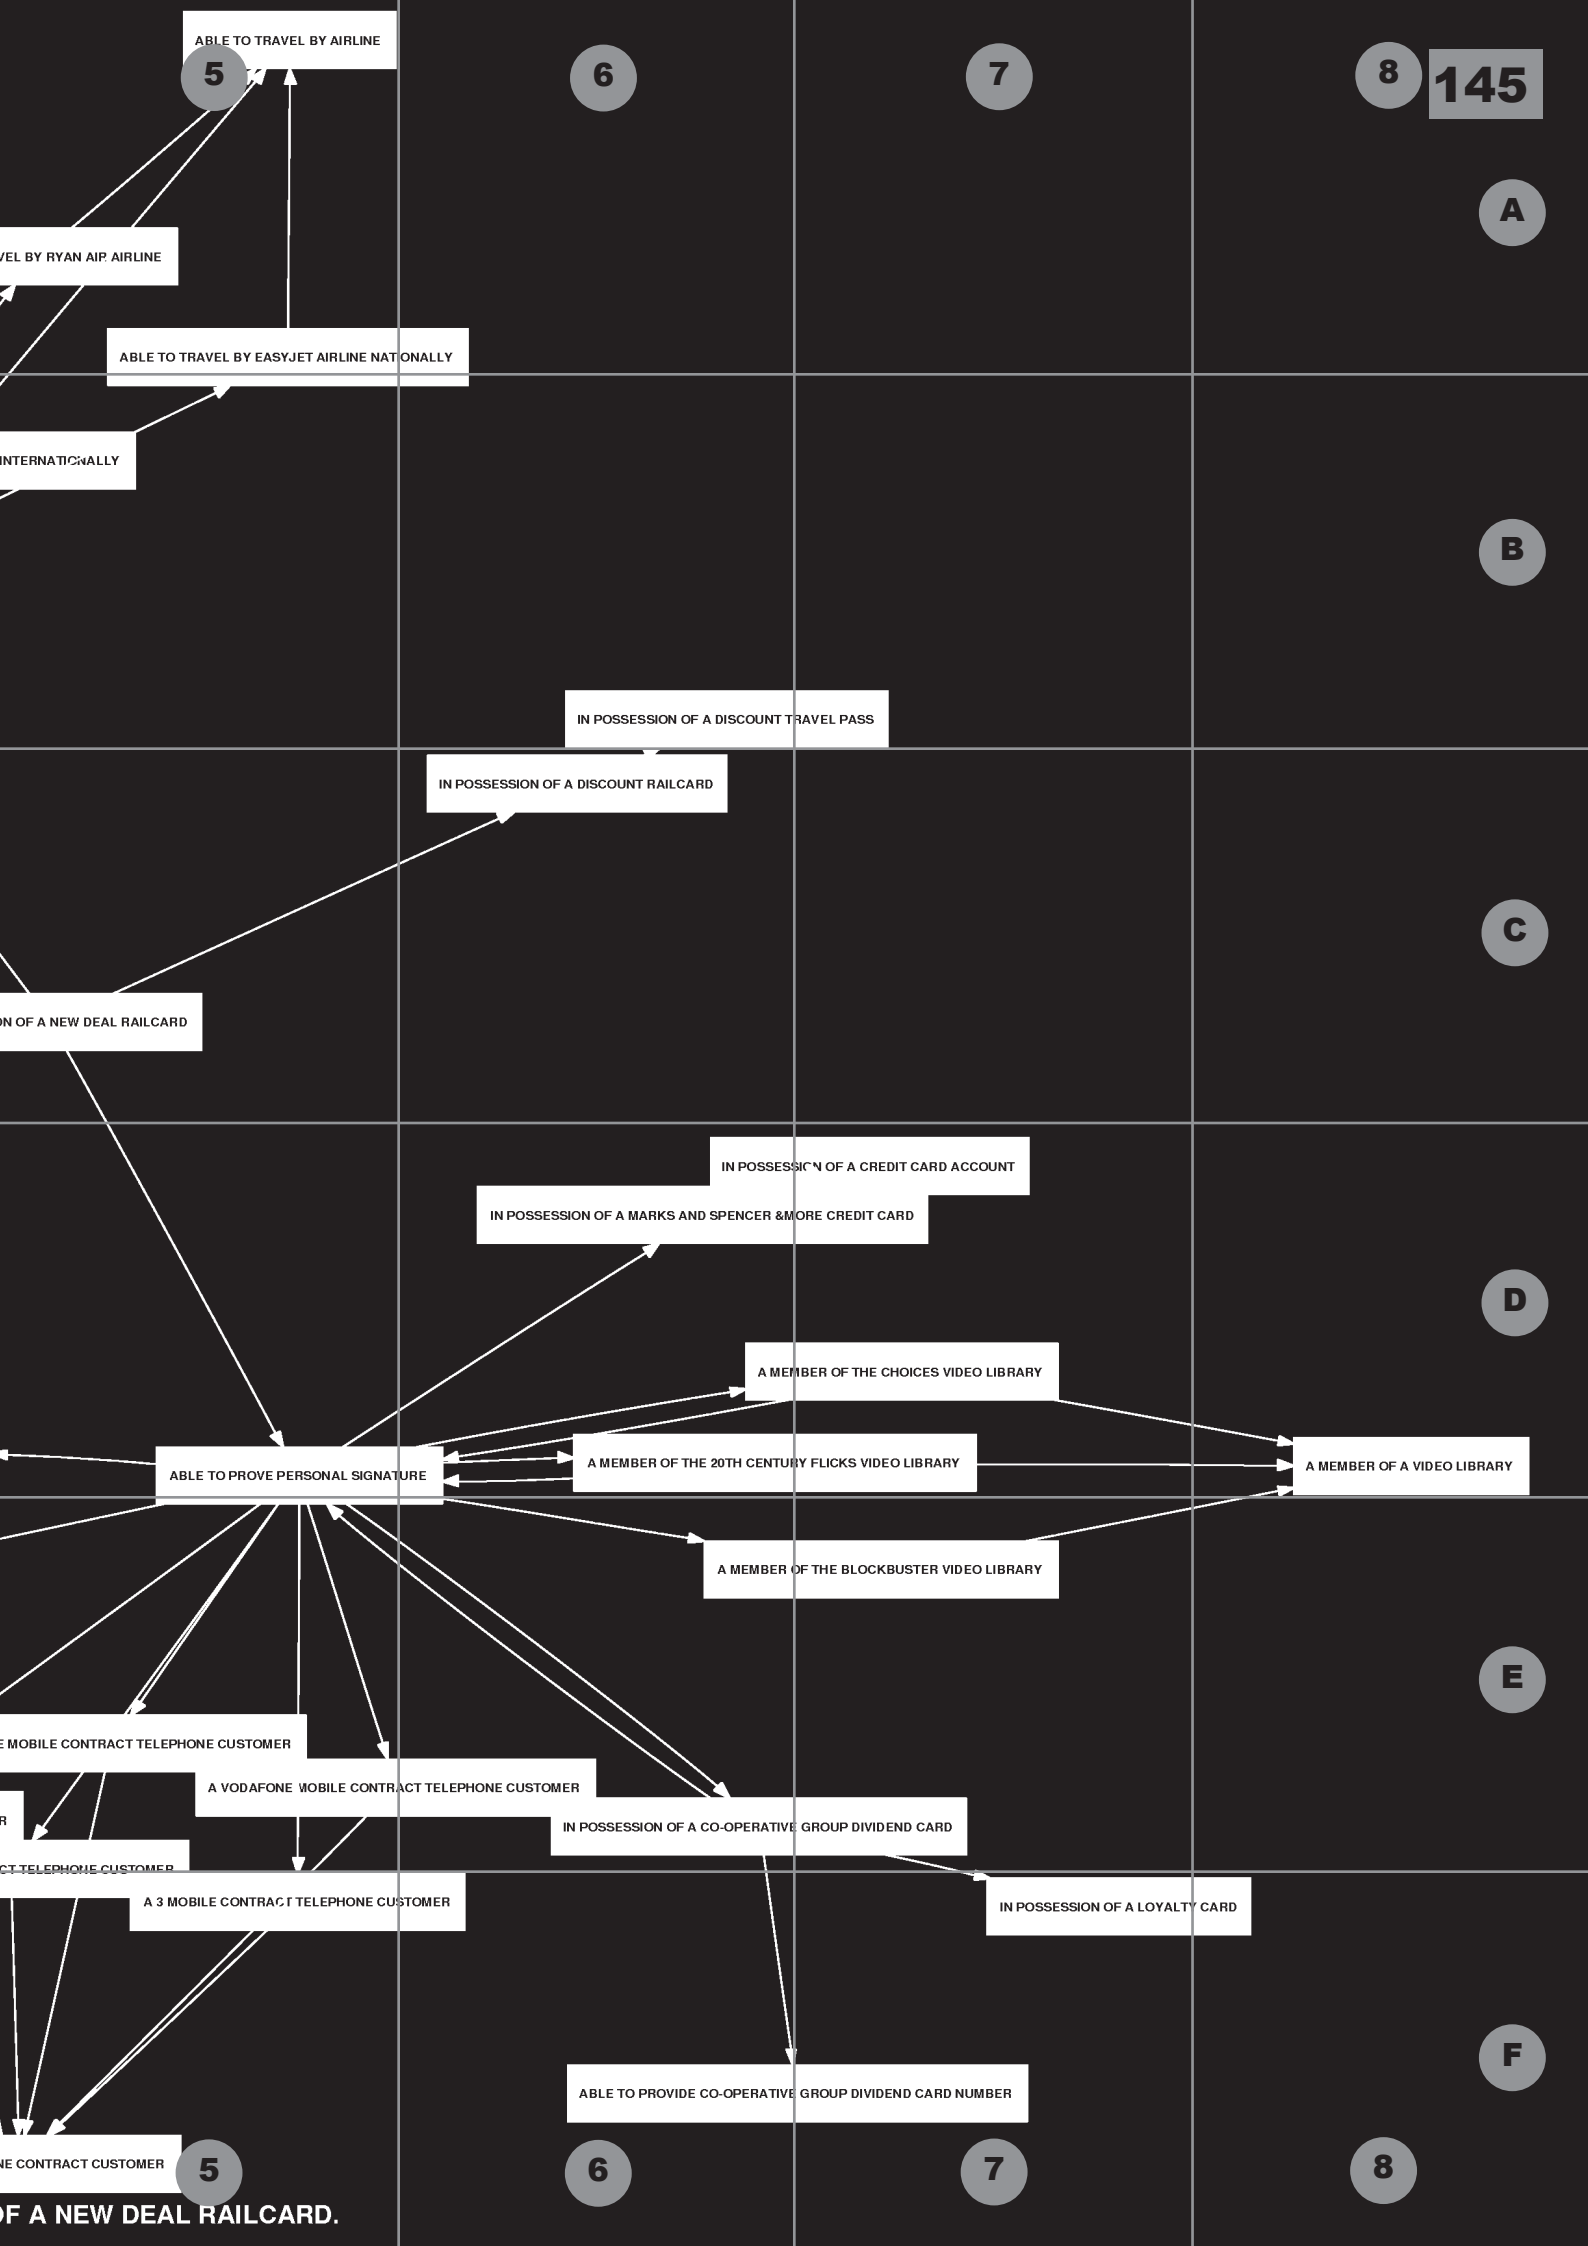 ABLE TO TRAVEL BY AIRLINE
5
6
7
8
145
A
VEL BY RYAN AIR AIRLINE
ABLE TO TRAVEL BY EASYJET AIRLINE NATIONALLY
INTERNATIONALLY
B
IN POSSESSION OF A DISCOUNT TRAVEL PASS
IN POSSESSION OF A DISCOUNT RAILCARD
C
ON OF A NEW DEAL RAILCARD
IN POSSESSION OF A CREDIT CARD ACCOUNT
IN POSSESSION OF A MARKS AND SPENCER &MORE CREDIT CARD
D
A MEMBER OF THE CHOICES VIDEO LIBRARY
A MEMBER OF THE 20TH CENTURY FLICKS VIDEO LIBRARY
A MEMBER OF A VIDEO LIBRARY
ABLE TO PROVE PERSONAL SIGNATURE
A MEMBER OF THE BLOCKBUSTER VIDEO LIBRARY
E
E MOBILE CONTRACT TELEPHONE CUSTOMER
A VODAFONE MOBILE CONTRACT TELEPHONE CUSTOMER
R
IN POSSESSION OF A CO-OPERATIVE GROUP DIVIDEND CARD
CT TELEPHONE CUSTOMER
A 3 MOBILE CONTRACT TELEPHONE CUSTOMER
IN POSSESSION OF A LOYALTY CARD
F
ABLE TO PROVIDE CO-OPERATIVE GROUP DIVIDEND CARD NUMBER
NE CONTRACT CUSTOMER
5
6
7
8
OF A NEW DEAL RAILCARD.